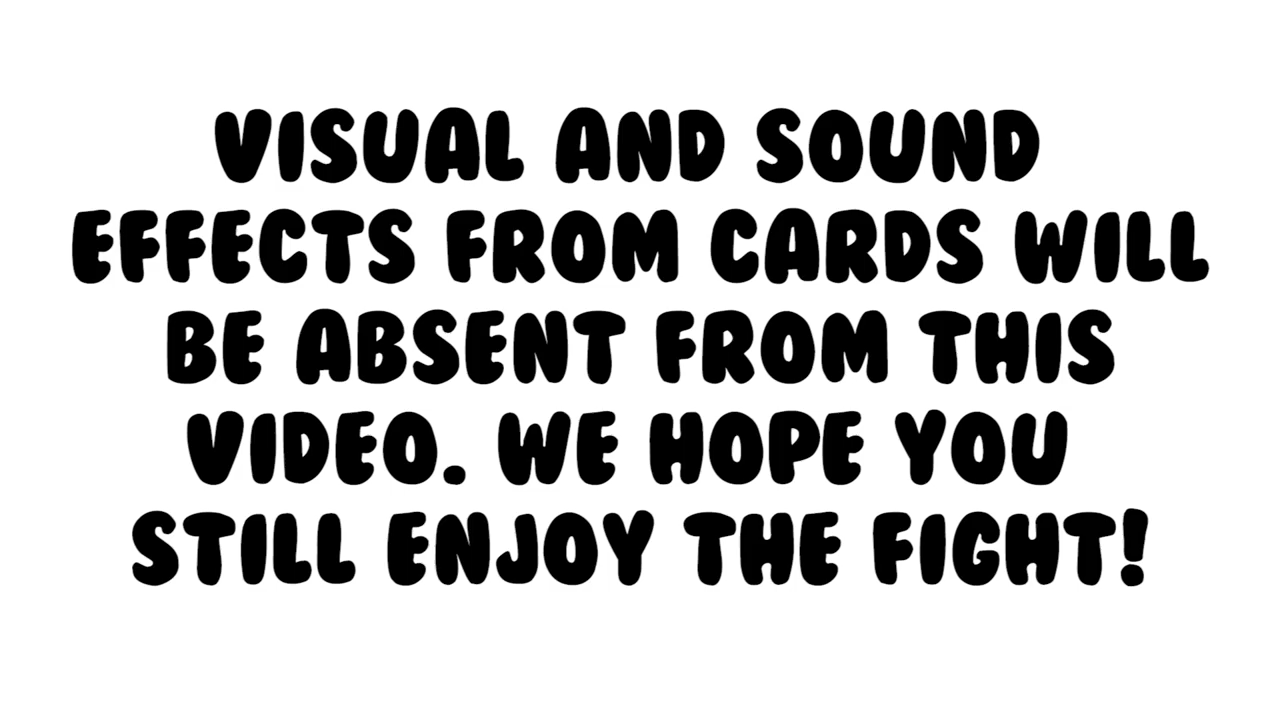 VISUAL AND SOUND
EFFECTS FROM CARDS WILL
BE ABSENT FROM THIS
VIDEO. WE HOPE YOU
STILL ENJOY THE FIGHT!